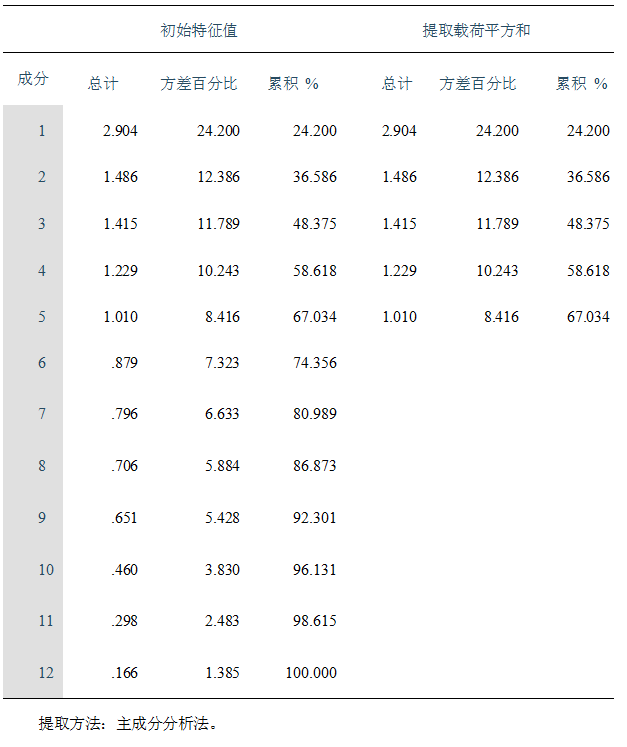 初始特征值 提取载荷平方和
成分 总计 方差百分比 累积 % 总计 方差百分比 累积 %
1 2.904 24.200 24.200 2.904 24.200 24.200
2 1.486 12.386 36.586 1.486 12.386 36.586
3 1.415 11.789 48.375 1.415 11.789 48.375
4 1.229 10.243 58.618 1.229 10.243 58.618
5 1.010 8.416 67.034 1.010 8.416 67.034
6 .879 7.323 74.356
7 .796 6.633 80.989
8 .706 5.884 86.873
9 .651 5.428 92.301
10 .460 3.830 96.131
11 .298 2.483 98.615
12 .166 1.385 100.000
提取方法：主成分分析法。